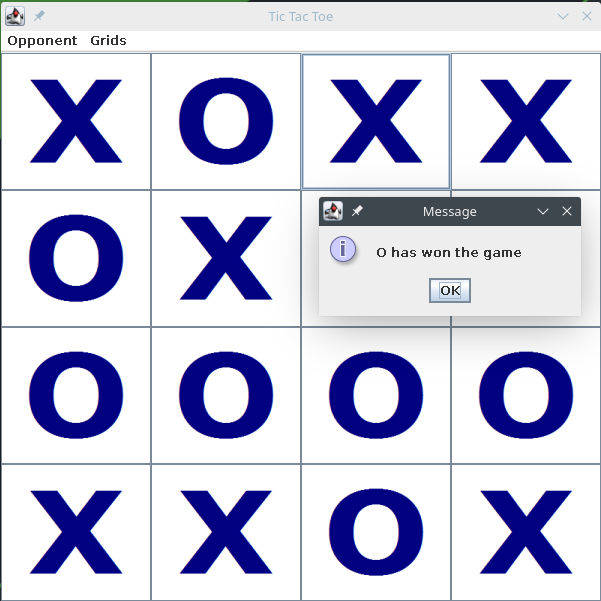 Tic Tac Toe
Opponent Grids
X O X X
O X
Message
O has won the game
OK
O O O O
X X O X